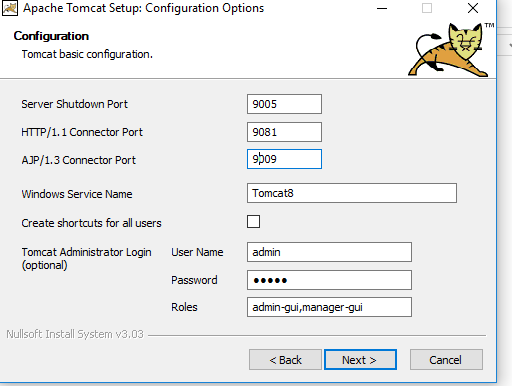 Apache Tomcat Setup: Configuration Options
Configuration
Tomcat basic configuration.
TM
Server Shutdown Port 9005
HTTP/1.1 Connector Port 9081
AJP/1.3 Connector Port 9009
Windows Service Name Tomcat8
Create shortcuts for all users
Tomcat Administrator Login User Name admin
(optional)
Password ●●●●●
Roles admin-gui,manager-gui
Nullsoft Install System v3.03
< Back Next > Cancel